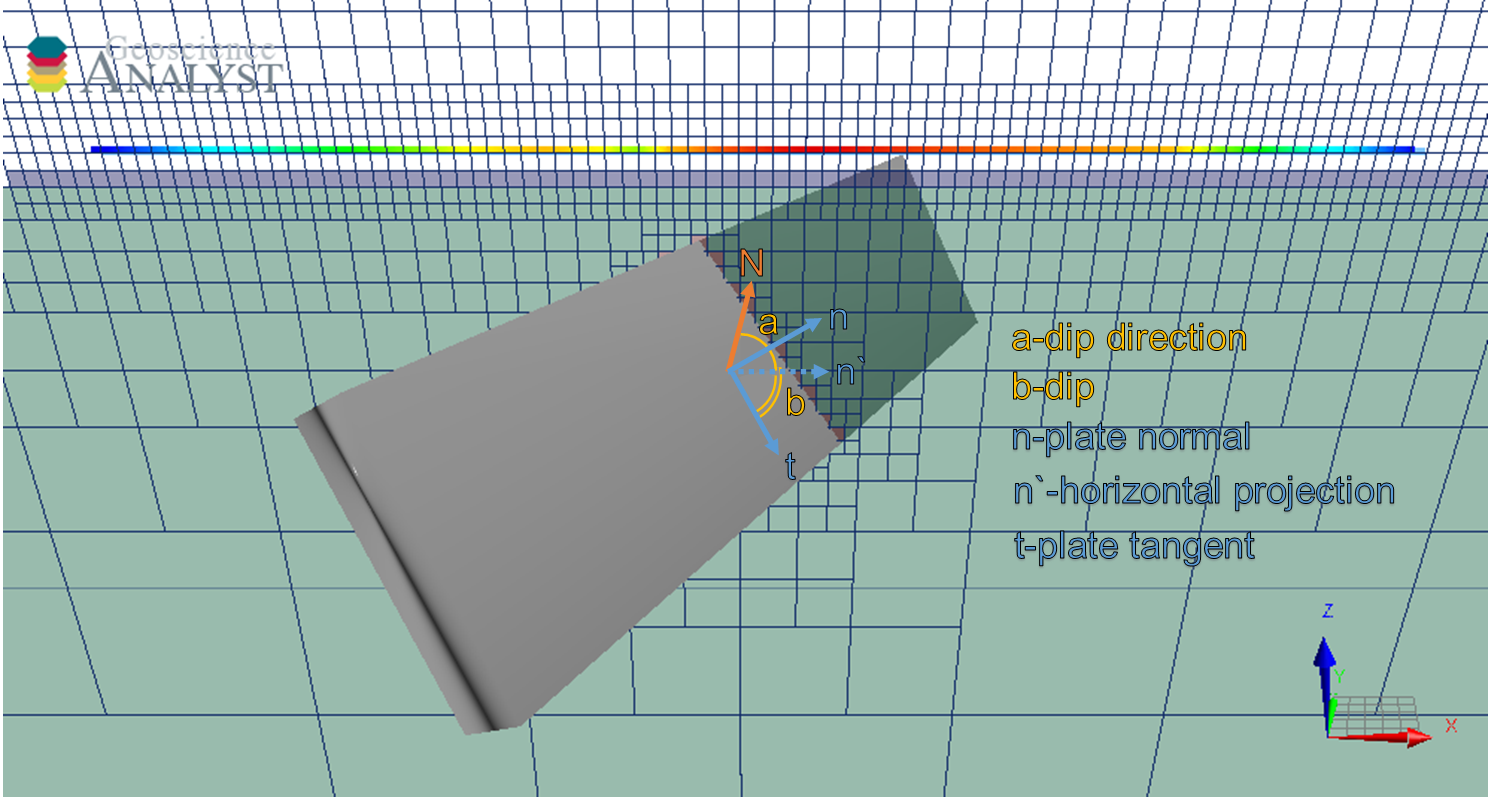 Geoscience
ANALYST
N
a
n
n`
b
t
a-dip direction
b-dip
n-plate normal
n`-horizontal projection
t-plate tangent
Z
Y
X